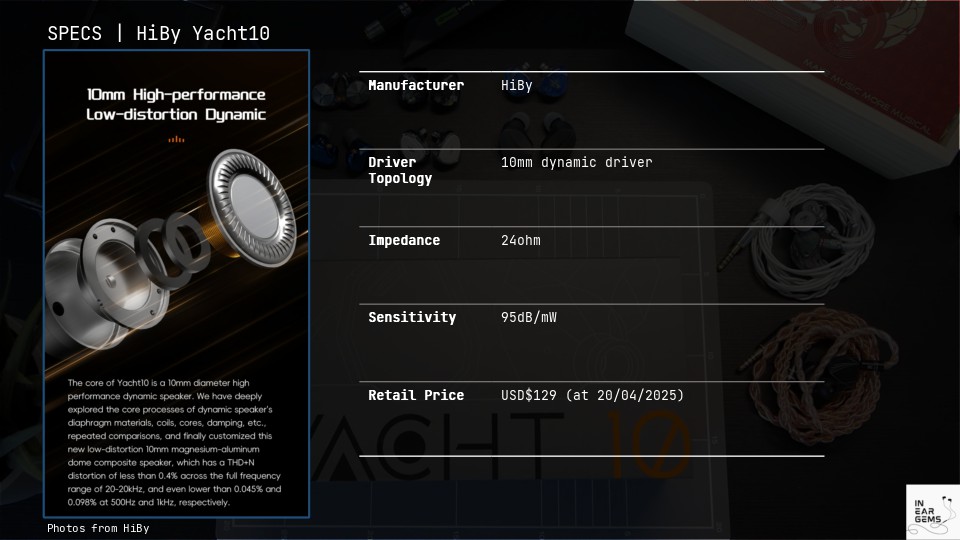 SPECS | HiBy Yacht10
10mm High-performance
Low-distortion Dynamic
The core of Yacht10 is a 10mm diameter high
performance dynamic speaker. We have deeply
explored the core processes of dynamic speaker's
diaphragm materials, coils, cores, damping, etc.,
repeated comparisons, and finally customized this
new low-distortion 10mm magnesium-aluminum
dome composite speaker, which has a THD+N
distortion of less than 0.4% across the full frequency
range of 20-20kHz, and even lower than 0.045% and
0.098% at 500Hz and 1kHz, respectively.
Photos from HiBy
Manufacturer HiBy
Driver 10mm dynamic driver
Topology
Impedance 24ohm
Sensitivity 95dB/mW
Retail Price USD$129 (at 20/04/2025)
MAKE MUSIC MORE MUSICAL
YACHT 10
IN
EAR
GEMS